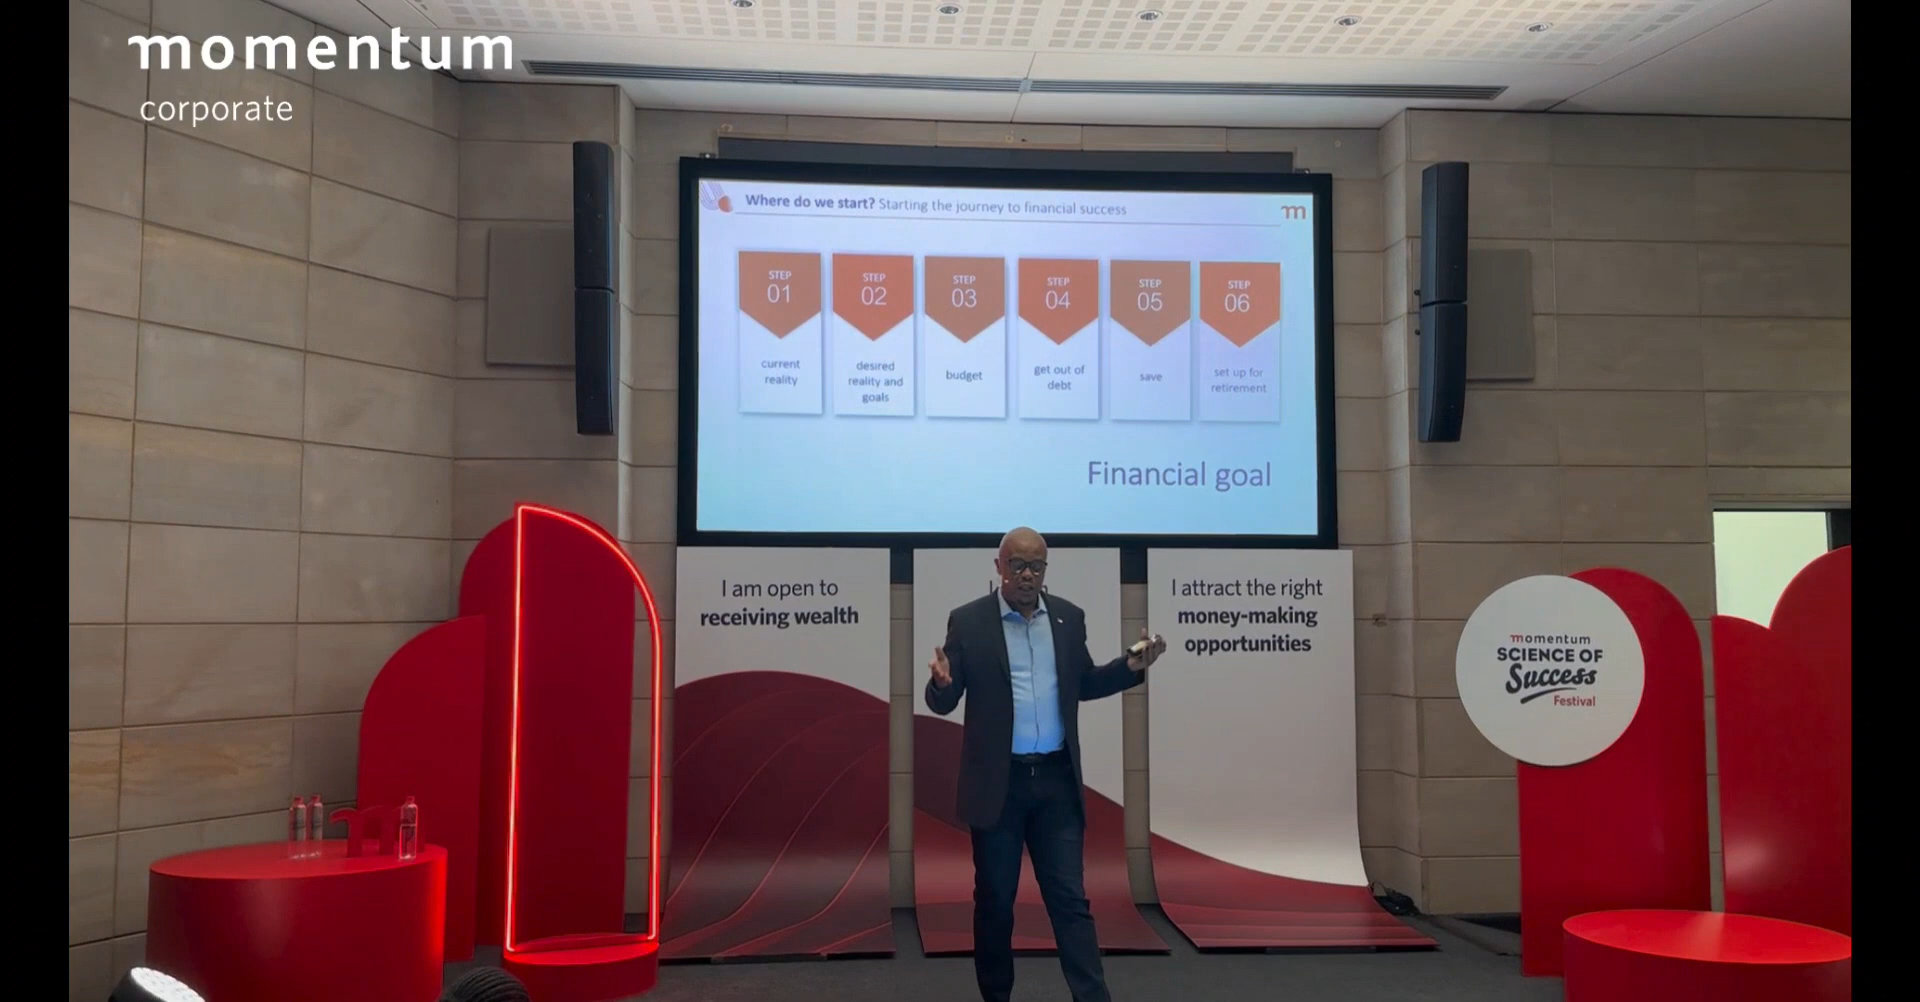 momentum
corporate
Where do we start? Starting the journey to financial success
m
STEP
01
current
reality
STEP
02
desired
reality and
goals
STEP
03
budget
STEP
04
get out of
debt
STEP
05
save
STEP
06
set up for
retirement
Financial goal
I am open to
receiving wealth
I attract the right
money-making
opportunities
momentum
SCIENCE OF
Success
Festival
m